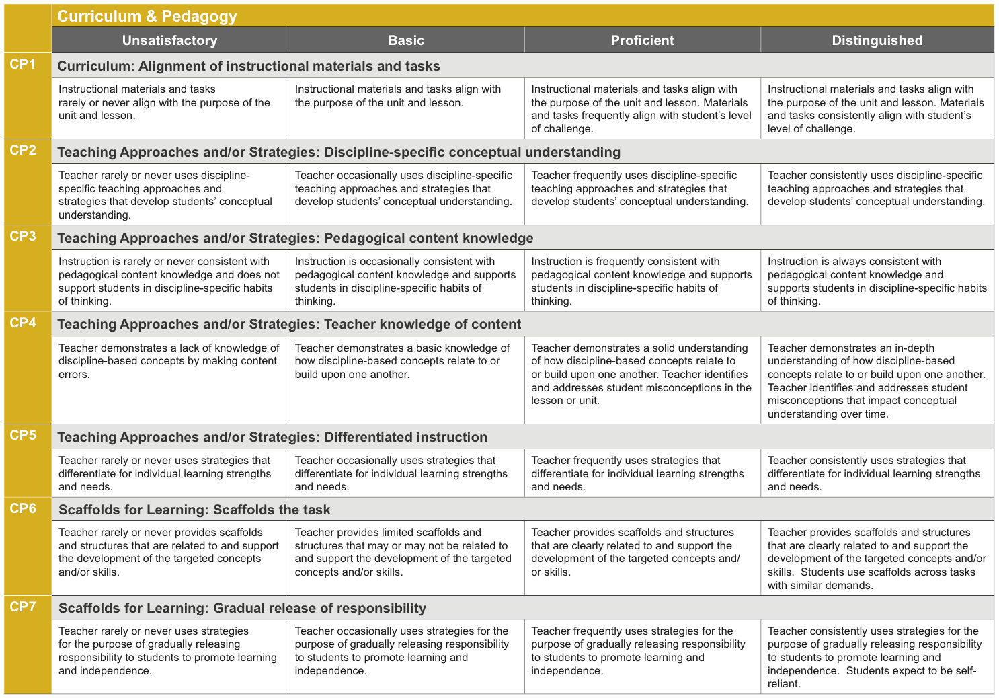 Curriculum & Pedagogy
Unsatisfactory
Basic
Proficient
Distinguished
CP1
Curriculum: Alignment of instructional materials and tasks
Instructional materials and tasks
rarely or never align with the purpose of the
unit and lesson.
Instructional materials and tasks align with
the purpose of the unit and lesson.
Instructional materials and tasks align with
the purpose of the unit and lesson. Materials
and tasks frequently align with student's level
of challenge.
Instructional materials and tasks align with
the purpose of the unit and lesson. Materials
and tasks consistently align with student's
level of challenge.
CP2
Teaching Approaches and/or Strategies: Discipline-specific conceptual understanding
Teacher rarely or never uses discipline-
specific teaching approaches and
strategies that develop students' conceptual
understanding.
Teacher occasionally uses discipline-specific
teaching approaches and strategies that
develop students' conceptual understanding.
Teacher frequently uses discipline-specific
teaching approaches and strategies that
develop students' conceptual understanding.
Teacher consistently uses discipline-specific
teaching approaches and strategies that
develop students' conceptual understanding.
CP3
Teaching Approaches and/or Strategies: Pedagogical content knowledge
Instruction is rarely or never consistent with
pedagogical content knowledge and does not
support students in discipline-specific habits
of thinking.
Instruction is occasionally consistent with
pedagogical content knowledge and supports
students in discipline-specific habits of
thinking.
Instruction is frequently consistent with
pedagogical content knowledge and supports
students in discipline-specific habits of
thinking.
Instruction is always consistent with
pedagogical content knowledge and
supports students in discipline-specific habits
of thinking.
CP4
Teaching Approaches and/or Strategies: Teacher knowledge of content
Teacher demonstrates a lack of knowledge of
discipline-based concepts by making content
errors.
Teacher demonstrates a basic knowledge of
how discipline-based concepts relate to or
build upon one another.
Teacher demonstrates a solid understanding
of how discipline-based concepts relate to
or build upon one another. Teacher identifies
and addresses student misconceptions in the
lesson or unit.
Teacher demonstrates an in-depth
understanding of how discipline-based
concepts relate to or build upon one another.
Teacher identifies and addresses student
misconceptions that impact conceptual
understanding over time.
CP5
Teaching Approaches and/or Strategies: Differentiated instruction
Teacher rarely or never uses strategies that
differentiate for individual learning strengths
and needs.
Teacher occasionally uses strategies that
differentiate for individual learning strengths
and needs.
Teacher frequently uses strategies that
differentiate for individual learning strengths
and needs.
Teacher consistently uses strategies that
differentiate for individual learning strengths
and needs.
CP6
Scaffolds for Learning: Scaffolds the task
Teacher rarely or never provides scaffolds
and structures that are related to and support
the development of the targeted concepts
and/or skills.
Teacher provides limited scaffolds and
structures that may or may not be related to
and support the development of the targeted
concepts and/or skills.
Teacher provides scaffolds and structures
that are clearly related to and support the
development of the targeted concepts and/
or skills.
Teacher provides scaffolds and structures
that are clearly related to and support the
development of the targeted concepts and/or
skills.  Students use scaffolds across tasks
with similar demands.
CP7
Scaffolds for Learning: Gradual release of responsibility
Teacher rarely or never uses strategies
for the purpose of gradually releasing
responsibility to students to promote learning
and independence.
Teacher occasionally uses strategies for the
purpose of gradually releasing responsibility
to students to promote learning and
independence.
Teacher frequently uses strategies for the
purpose of gradually releasing responsibility
to students to promote learning and
independence.
Teacher consistently uses strategies for the
purpose of gradually releasing responsibility
to students to promote learning and
independence.  Students expect to be self-
reliant.